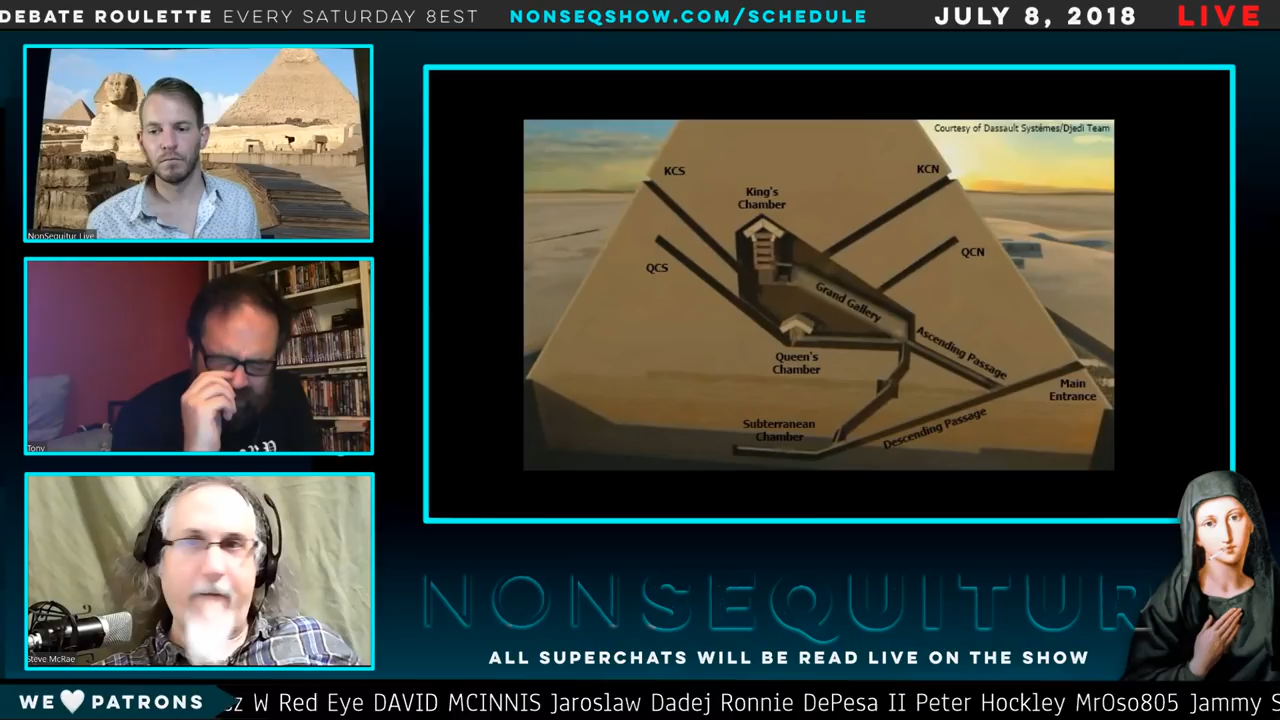 DEBATE ROULETTE EVERY SATURDAY 8EST
NONSEQSHOW.COM/SCHEDULE
JULY 8, 2018
LIVE
NonSequitur Live
Tony
Steve McRae
Courtesy of Dassault Systèmes/Djedi Team
KCS
KCN
King's
Chamber
QCS
QCN
Grand Gallery
Ascending Passage
Queen's
Chamber
Main
Entrance
Subterranean
Chamber
Descending Passage
NONSEQUITUR
ALL SUPERCHATS WILL BE READ LIVE ON THE SHOW
WE PATRONS
W Red Eye DAVID MCINNIS Jaroslaw Dadej Ronnie DePesa II Peter Hockley MrOso805 Jammy